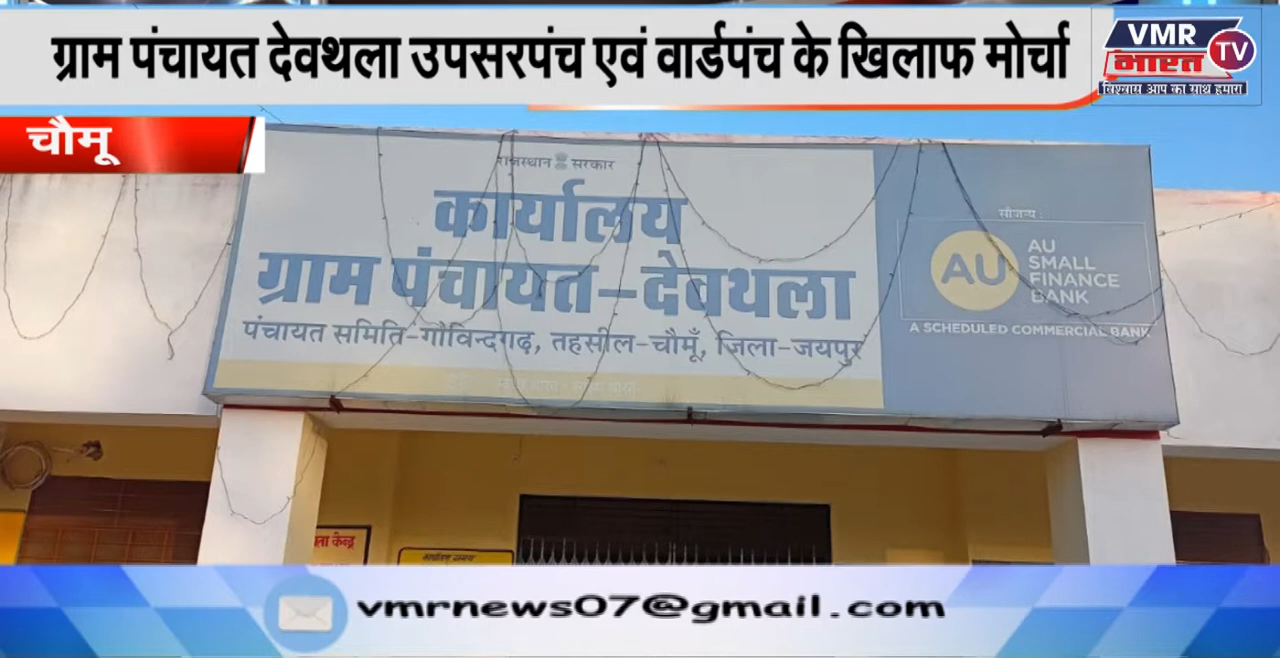 ग्राम पंचायत देवथला उपसरपंच एवं वार्डपंच के खिलाफ मोर्चा
VMR
भारत
TV
विश्वास आप का साथ हमारा
चौमू
राजस्थान सरकार
कार्यालय
ग्राम पंचायत-देवथला
पंचायत समिति-गौविन्दगढ़, तहसील-चौमूँ, जिला-जयपुर
सौजन्य :
AU
AU
SMALL
FINANCE
BANK
A SCHEDULED COMMERCIAL BANK
केन्द्र
vmrnews07@gmail.com